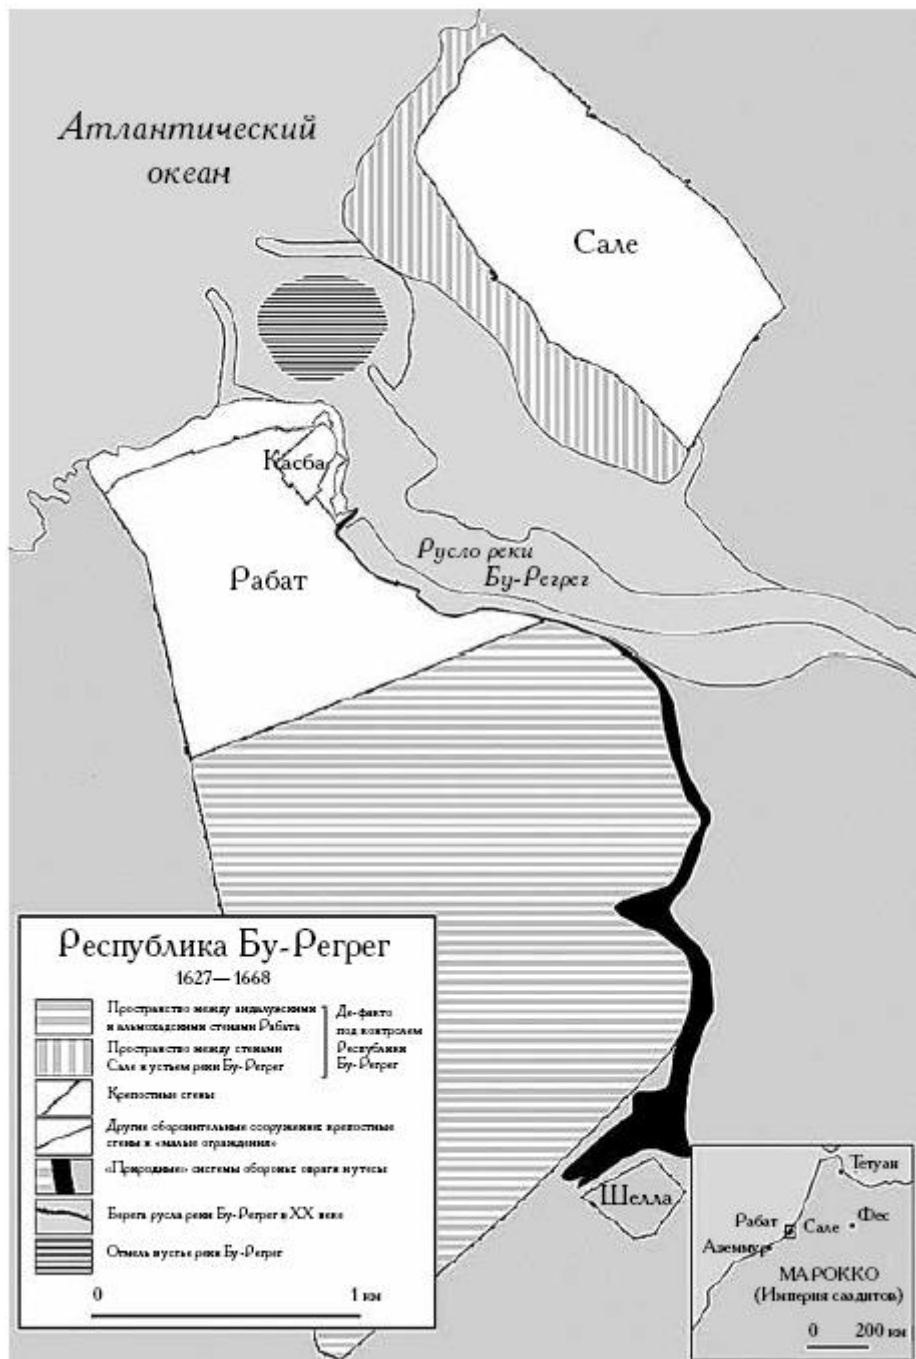 Атлантический
океан
Сале
Касба
Рабат
Русло реки
Бу-Регрег
Шелла
Республика Бу-Регрег
1627—1668
Пространство между андалузскими
и альмохадскими стенами Рабата
Пространство между стенами
Сале и устьем реки Бу-Регрег
Де-факто
под контролем
Республики
Бу-Регрег
Крепостные стены
Другие оборонительные сооружения: крепостные
стены и «малые ограждения»
«Природные» системы обороны: овраги и утесы
Берега русла реки Бу-Регрег в XX веке
Отмель в устье реки Бу-Регрег
0 1 км
Тетуан
Рабат
Сале
Фес
Аземмур
МАРОККО
(Империя саадитов)
0 200 км